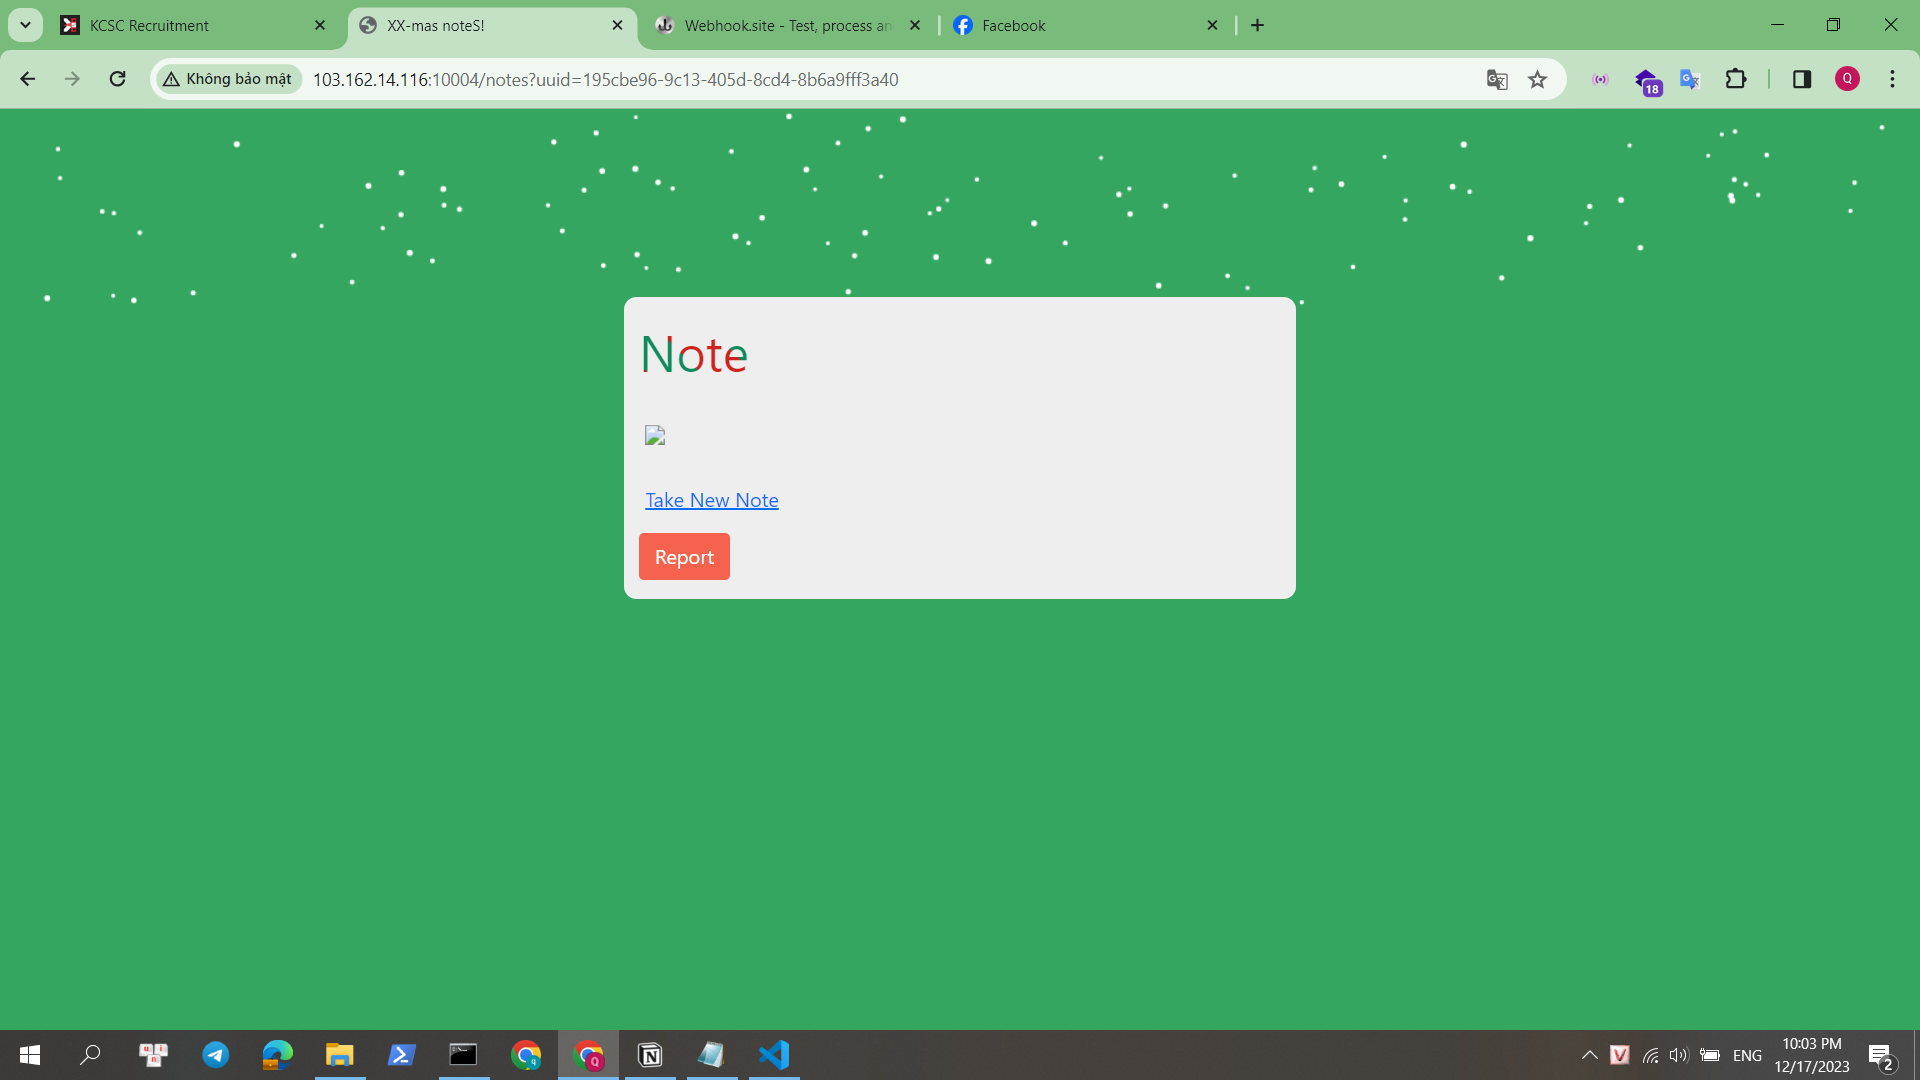 KCSC Recruitment
XX-mas noteS!
Webhook.site - Test, process an
Facebook
Không bảo mật
103.162.14.116:10004/notes?uuid=195cbe96-9c13-405d-8cd4-8b6a9fff3a40
18
Q
Note
Take New Note
Report
ENG
10:03 PM
12/17/2023
2